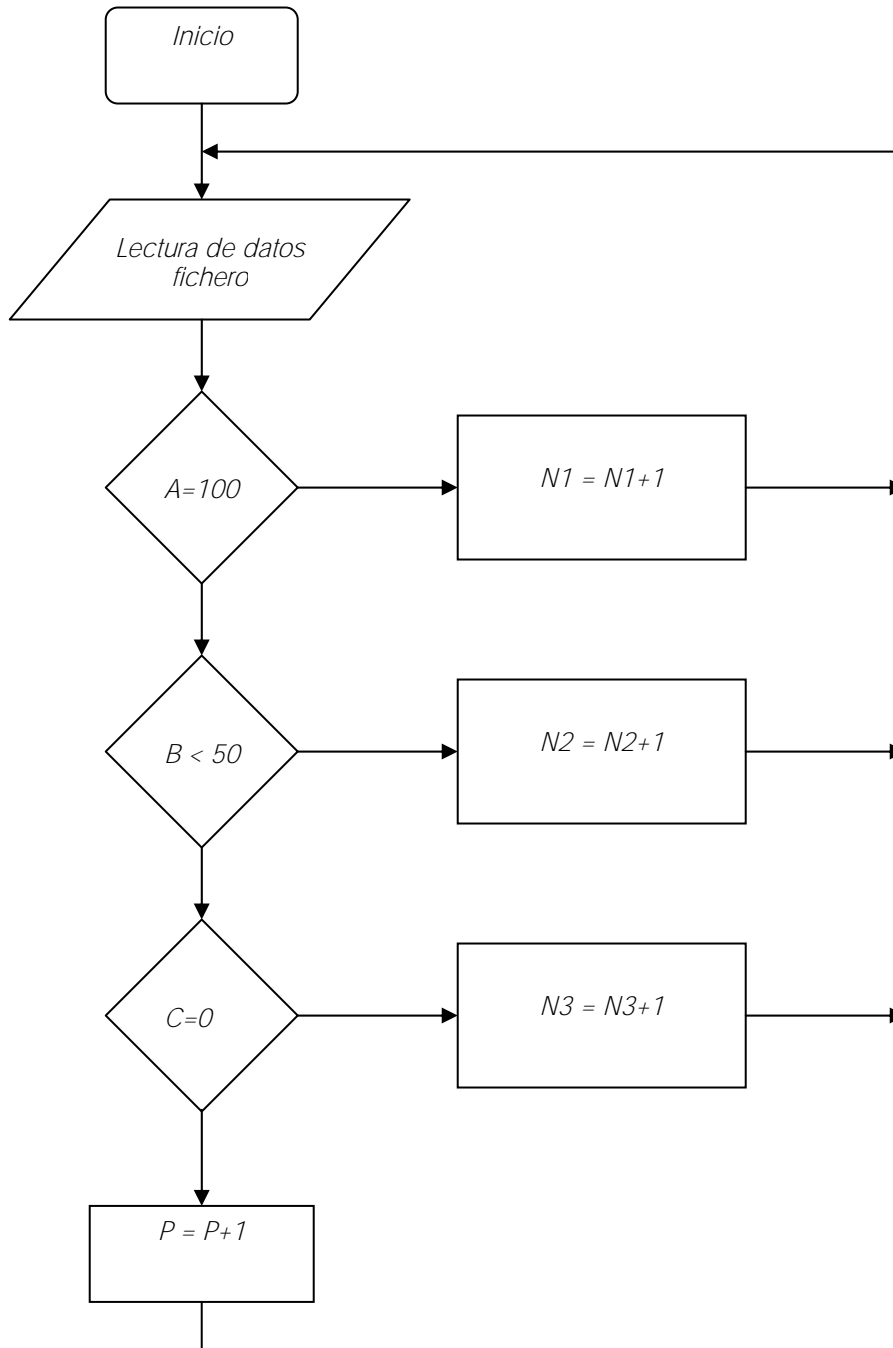 Inicio
Lectura de datos
fichero
A=100
N1 = N1+1
B < 50
N2 = N2+1
C=0
N3 = N3+1
P = P+1